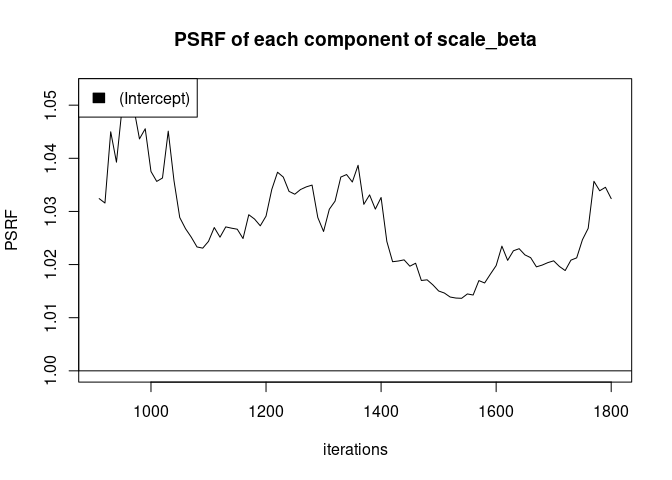 PSRF of each component of scale_beta
(Intercept)
PSRF
1.05
1.04
1.03
1.02
1.01
1.00
1000 1200 1400 1600 1800
iterations